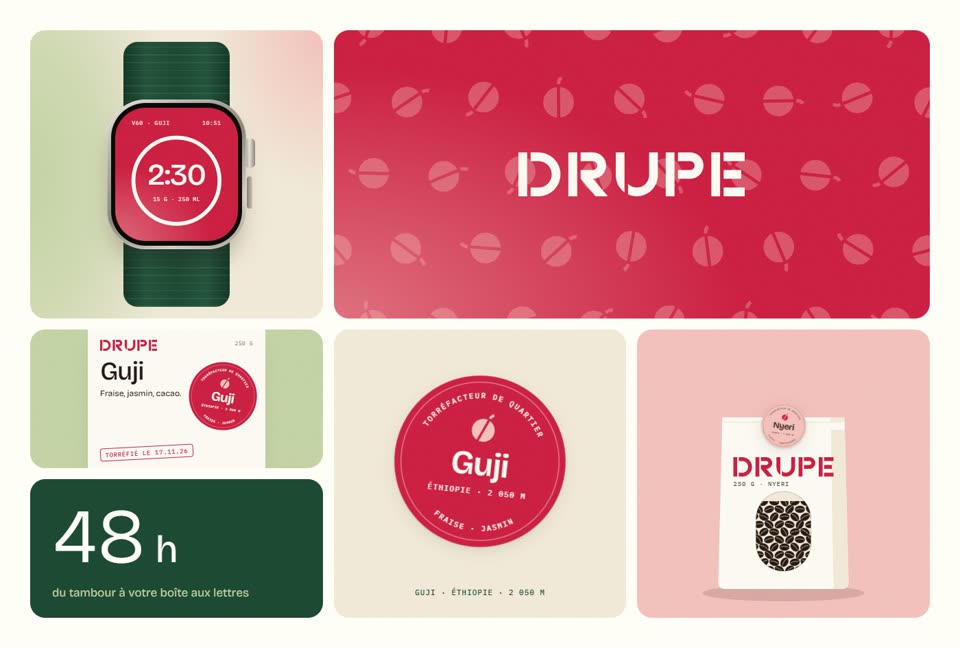 V60 · GUJI 10:51
2:30
15 G · 250 ML
DRUPE
DRUPE 250 G
Guji
Fraise, jasmin, cacao.
TORRÉFACTEUR DE QUARTIER
Guji
ÉTHIOPIE · 2 050 M
FRAISE · JASMIN
TORRÉFIÉ LE 17.11.26
48 h
du tambour à votre boîte aux lettres
TORRÉFACTEUR DE QUARTIER
Guji
ÉTHIOPIE · 2 050 M
FRAISE · JASMIN
GUJI · ÉTHIOPIE · 2 050 M
Nyeri
DRUPE
250 G · NYERI